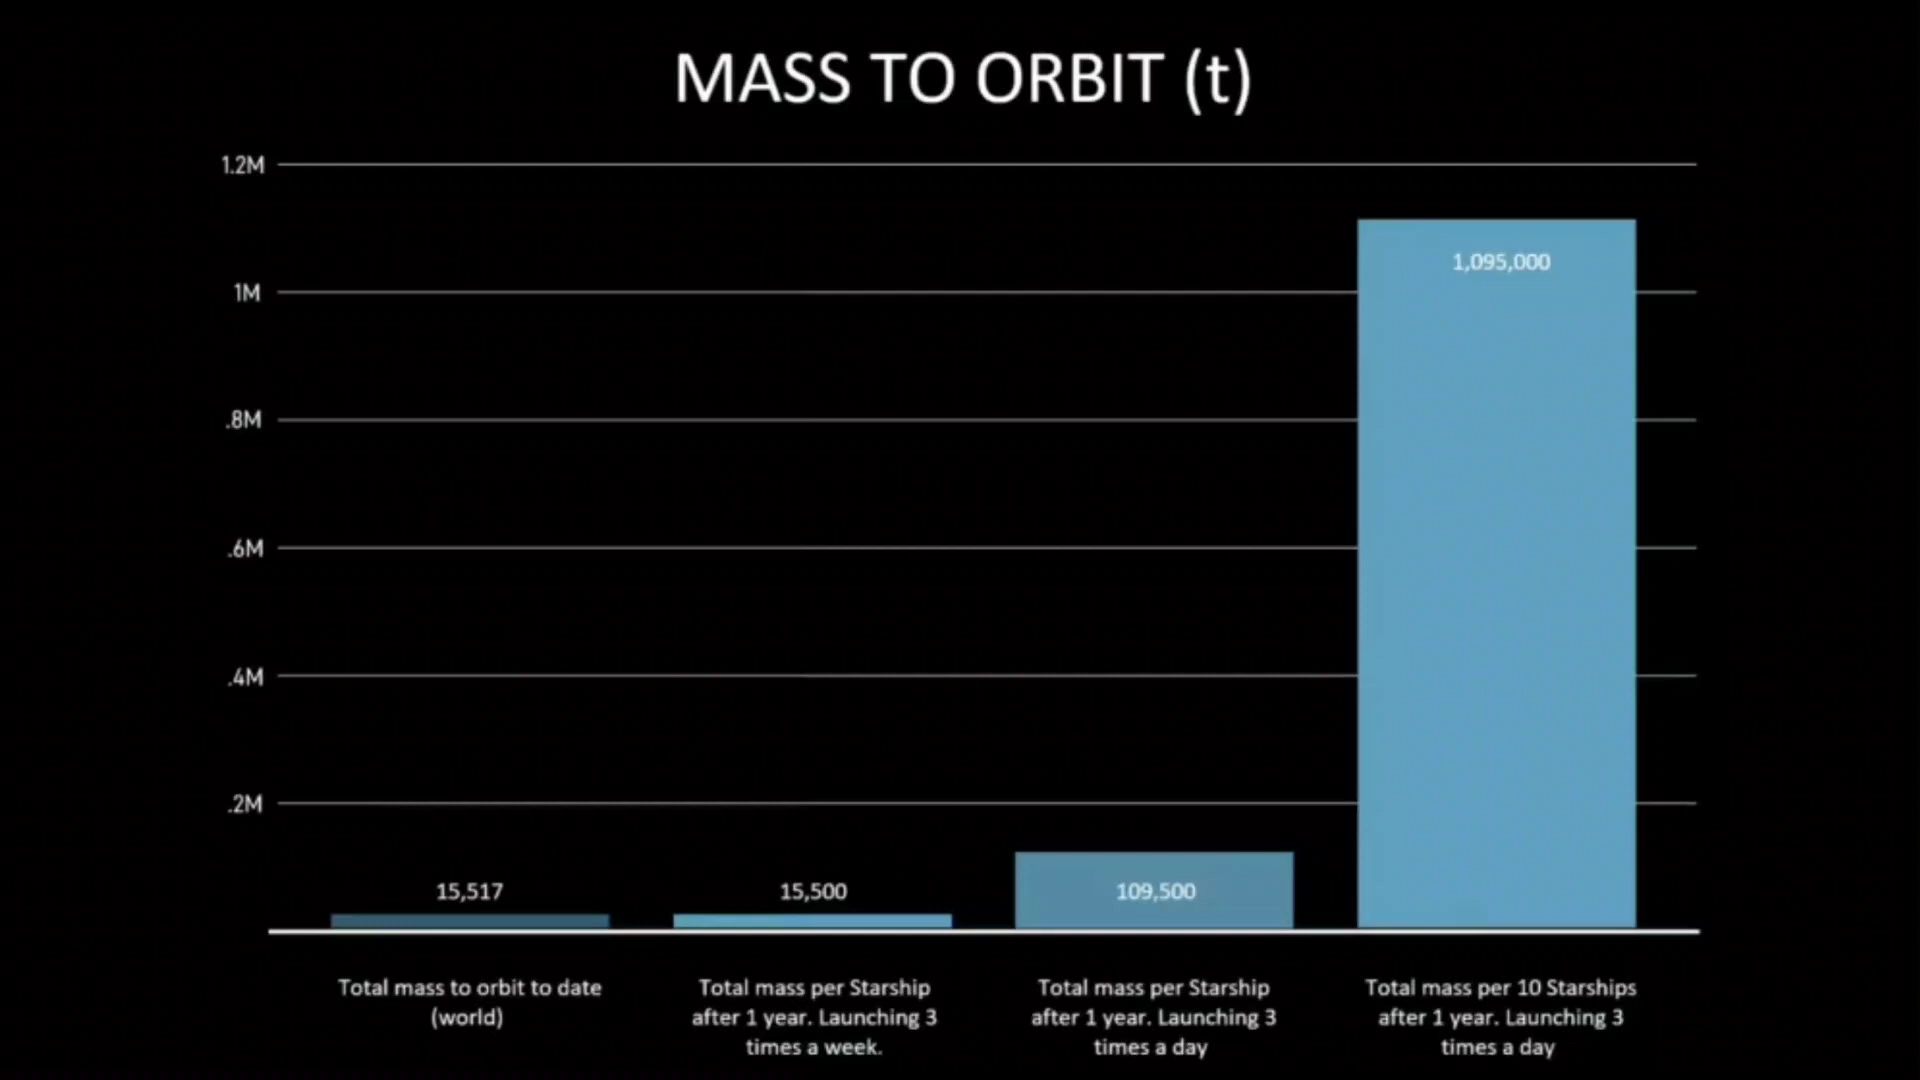 MASS TO ORBIT (t)
1.2M
1M
.8M
.6M
.4M
.2M
1,095,000
15,517
15,500
109,500
Total mass to orbit to date
(world)
Total mass per Starship
after 1 year. Launching 3
times a week.
Total mass per Starship
after 1 year. Launching 3
times a day
Total mass per 10 Starships
after 1 year. Launching 3
times a day